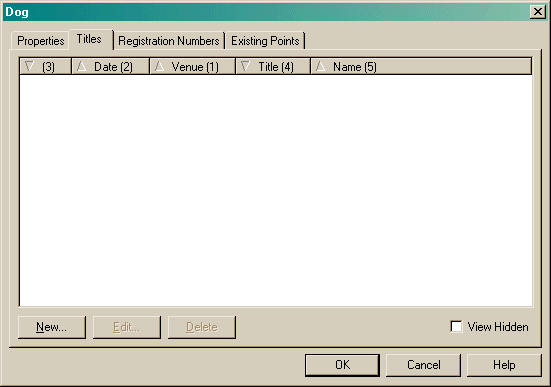 Dog
Properties Titles Registration Numbers Existing Points
(3) Date (2) Venue (1) Title (4) Name (5)
New... Edit... Delete View Hidden
OK Cancel Help